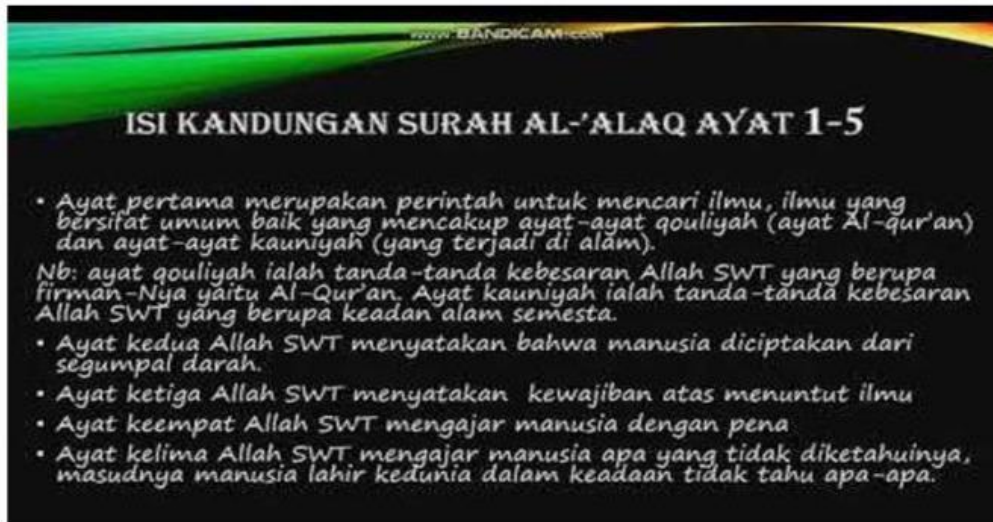 www.BANDICAM.com
ISI KANDUNGAN SURAH AL-'ALAQ AYAT 1-5
• Ayat pertama merupakan perintah untuk mencari ilmu, ilmu yang
bersifat umum baik yang mencakup ayat-ayat qouliyah (ayat Al-qur'an)
dan ayat-ayat kauniyah (yang terjadi di alam).
Nb: ayat qouliyah ialah tanda-tanda kebesaran Allah SWT yang berupa
firman-Nya yaitu Al-Qur'an. Ayat kauniyah ialah tanda-tanda kebesaran
Allah SWT yang berupa keadan alam semesta.
• Ayat kedua Allah SWT menyatakan bahwa manusia diciptakan dari
segumpal darah.
• Ayat ketiga Allah SWT menyatakan kewajiban atas menuntut ilmu
• Ayat keempat Allah SWT mengajar manusia dengan pena
• Ayat kelima Allah SWT mengajar manusia apa yang tidak diketahuinya,
masudnya manusia lahir kedunia dalam keadaan tidak tahu apa-apa.